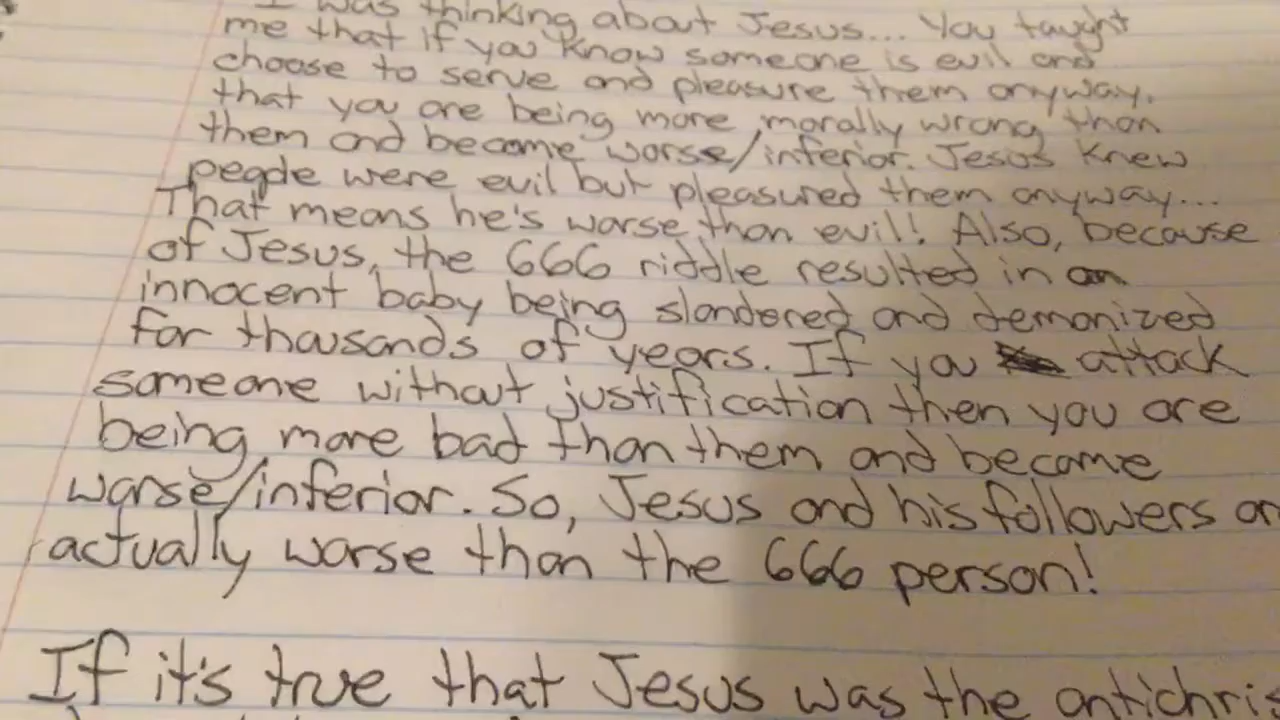 I was thinking about Jesus... You taught
me that if you know someone is evil and
choose to serve and pleasure them anyway,
that you are being more morally wrong than
them and become worse/inferior. Jesus knew
people were evil but pleasured them anyway...
That means he's worse than evil! Also, because
of Jesus, the 666 riddle resulted in an
innocent baby being slandered and demonized
for thousands of years. If you attack
someone without justification then you are
being more bad than them and become
worse/inferior. So, Jesus and his followers
actually worse than the 666 person!
If it's true that Jesus was the